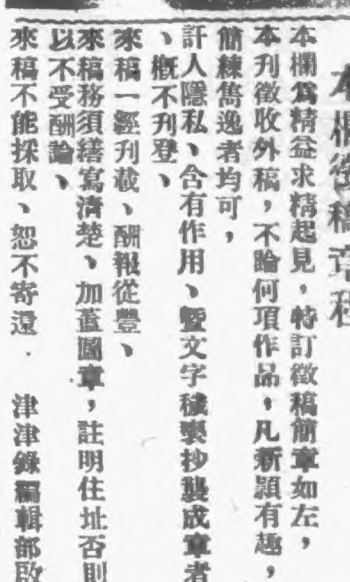 本欄徵稿章程
本欄爲精益求精起見，特訂徵稿簡章如左，
本刊徵收外稿，不論何項作品，凡新穎有趣，
簡練雋逸者均可，
訐人隱私、含有作用、暨文字穢褻抄襲成章者
、概不刊登、
來稿一經刊載、酬報從豐、
來稿務須繕寫清楚、加蓋圖章，註明住址否則
以不受酬論、
來稿不能採取、恕不寄還． 津津錄編輯部啟